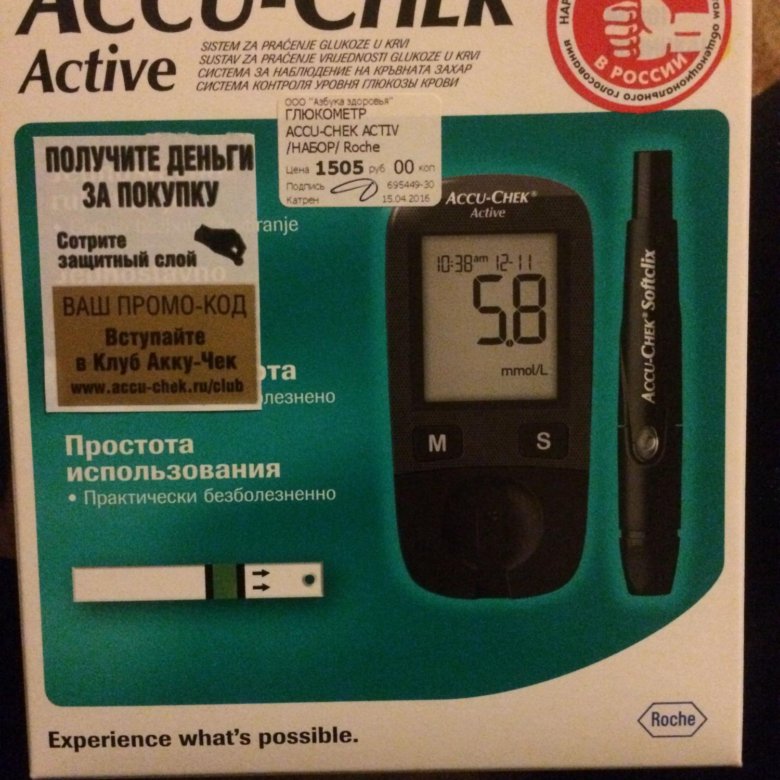 ACCU-CHEK
Active
SISTEM ZA PRAĆENJE GLUKOZE U KRVI
SUSTAV ZA PRAĆENJE VRIJEDNOSTI GLUKOZE U KRVI
СИСТЕМА ЗА НАБЛЮДЕНИЕ НА КРЪВНАТА ЗАХАР
СИСТЕМА КОНТРОЛЯ УРОВНЯ ГЛЮКОЗЫ КРОВИ
В РОССИИ
ООО "Азбука здоровья"
ГЛЮКОМЕТР
ACCU-CHEK ACTIV
/НАБОР/ Roche
Цена 1505 руб 00 коп
Подпись 695449-30
Катрен 15.04.2016
ПОЛУЧИТЕ ДЕНЬГИ
ЗА ПОКУПКУ
Сотрите
защитный слой
ranje
ВАШ ПРОМО-КОД
Вступайте
в Клуб Акку-Чек
www.accu-chek.ru/club
ота
олезнено
Простота
использования
• Практически безболезненно
ACCU-CHEK®
Active
10:38am 12-11
5.8
mmol/L
M S
ACCU-CHEK® Softclix
Experience what's possible.
Roche